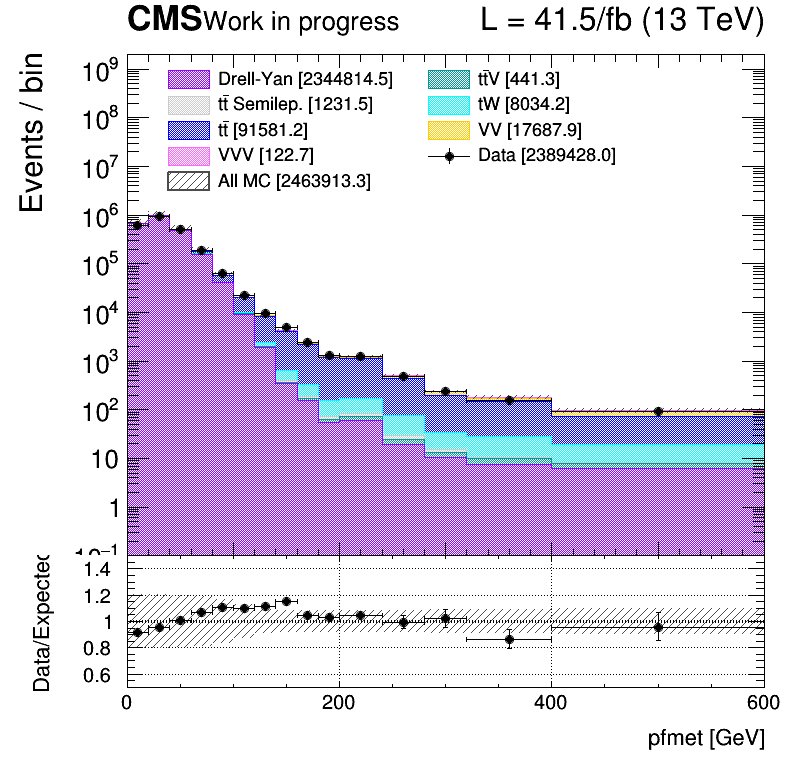 CMS Work in progress L = 41.5/fb (13 TeV)
Events / bin
10⁹
10⁸
10⁷
10⁶
10⁵
10⁴
10³
10²
10
1
10⁻¹
Drell-Yan [2344814.5]
tt̄ Semilep. [1231.5]
tt̄ [91581.2]
VVV [122.7]
All MC [2463913.3]
tt̄V [441.3]
tW [8034.2]
VV [17687.9]
Data [2389428.0]
Data/Expected
1.4
1.2
1
0.8
0.6
0 200 400 600
pfmet [GeV]